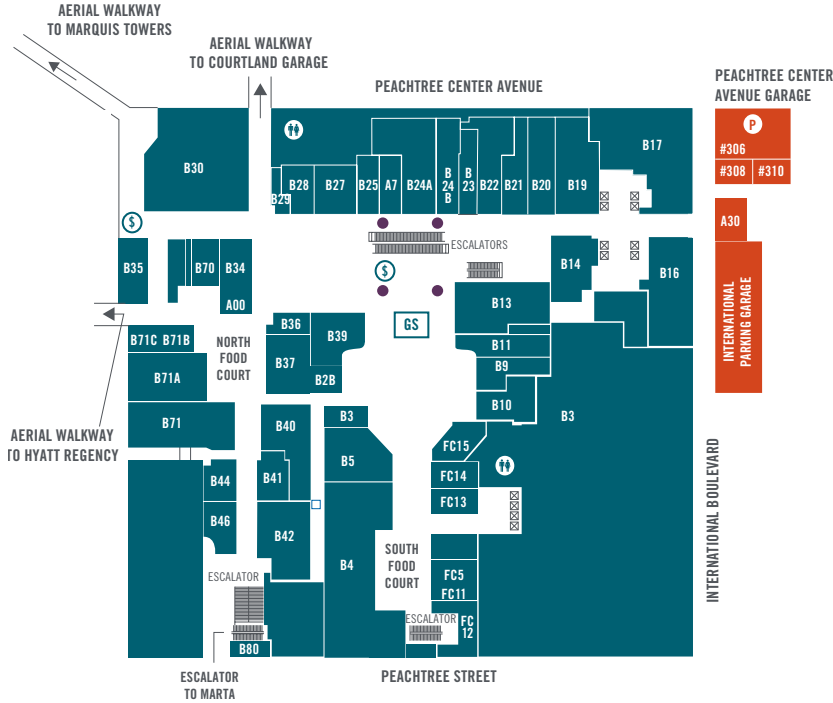 AERIAL WALKWAY
TO MARQUIS TOWERS
AERIAL WALKWAY
TO COURTLAND GARAGE
PEACHTREE CENTER AVENUE
PEACHTREE CENTER
AVENUE GARAGE
P
#306
#308 #310
B30
B29
B28
B27
B25
A7
B24A
B
24
B
B
23
B22
B21
B20
B19
B17
A30
INTERNATIONAL
PARKING GARAGE
$
ESCALATORS
$
B35
B70
B34
A00
B14
B16
B13
GS
B36
B39
B37
B2B
B11
B9
B10
B3
B71C B71B
B71A
B71
NORTH
FOOD
COURT
AERIAL WALKWAY
TO HYATT REGENCY
B3
B5
B4
B40
B41
B42
B44
B46
FC15
FC14
FC13
SOUTH
FOOD
COURT
FC5
FC11
FC
12
ESCALATOR
ESCALATOR
B80
ESCALATOR
TO MARTA
PEACHTREE STREET
INTERNATIONAL BOULEVARD